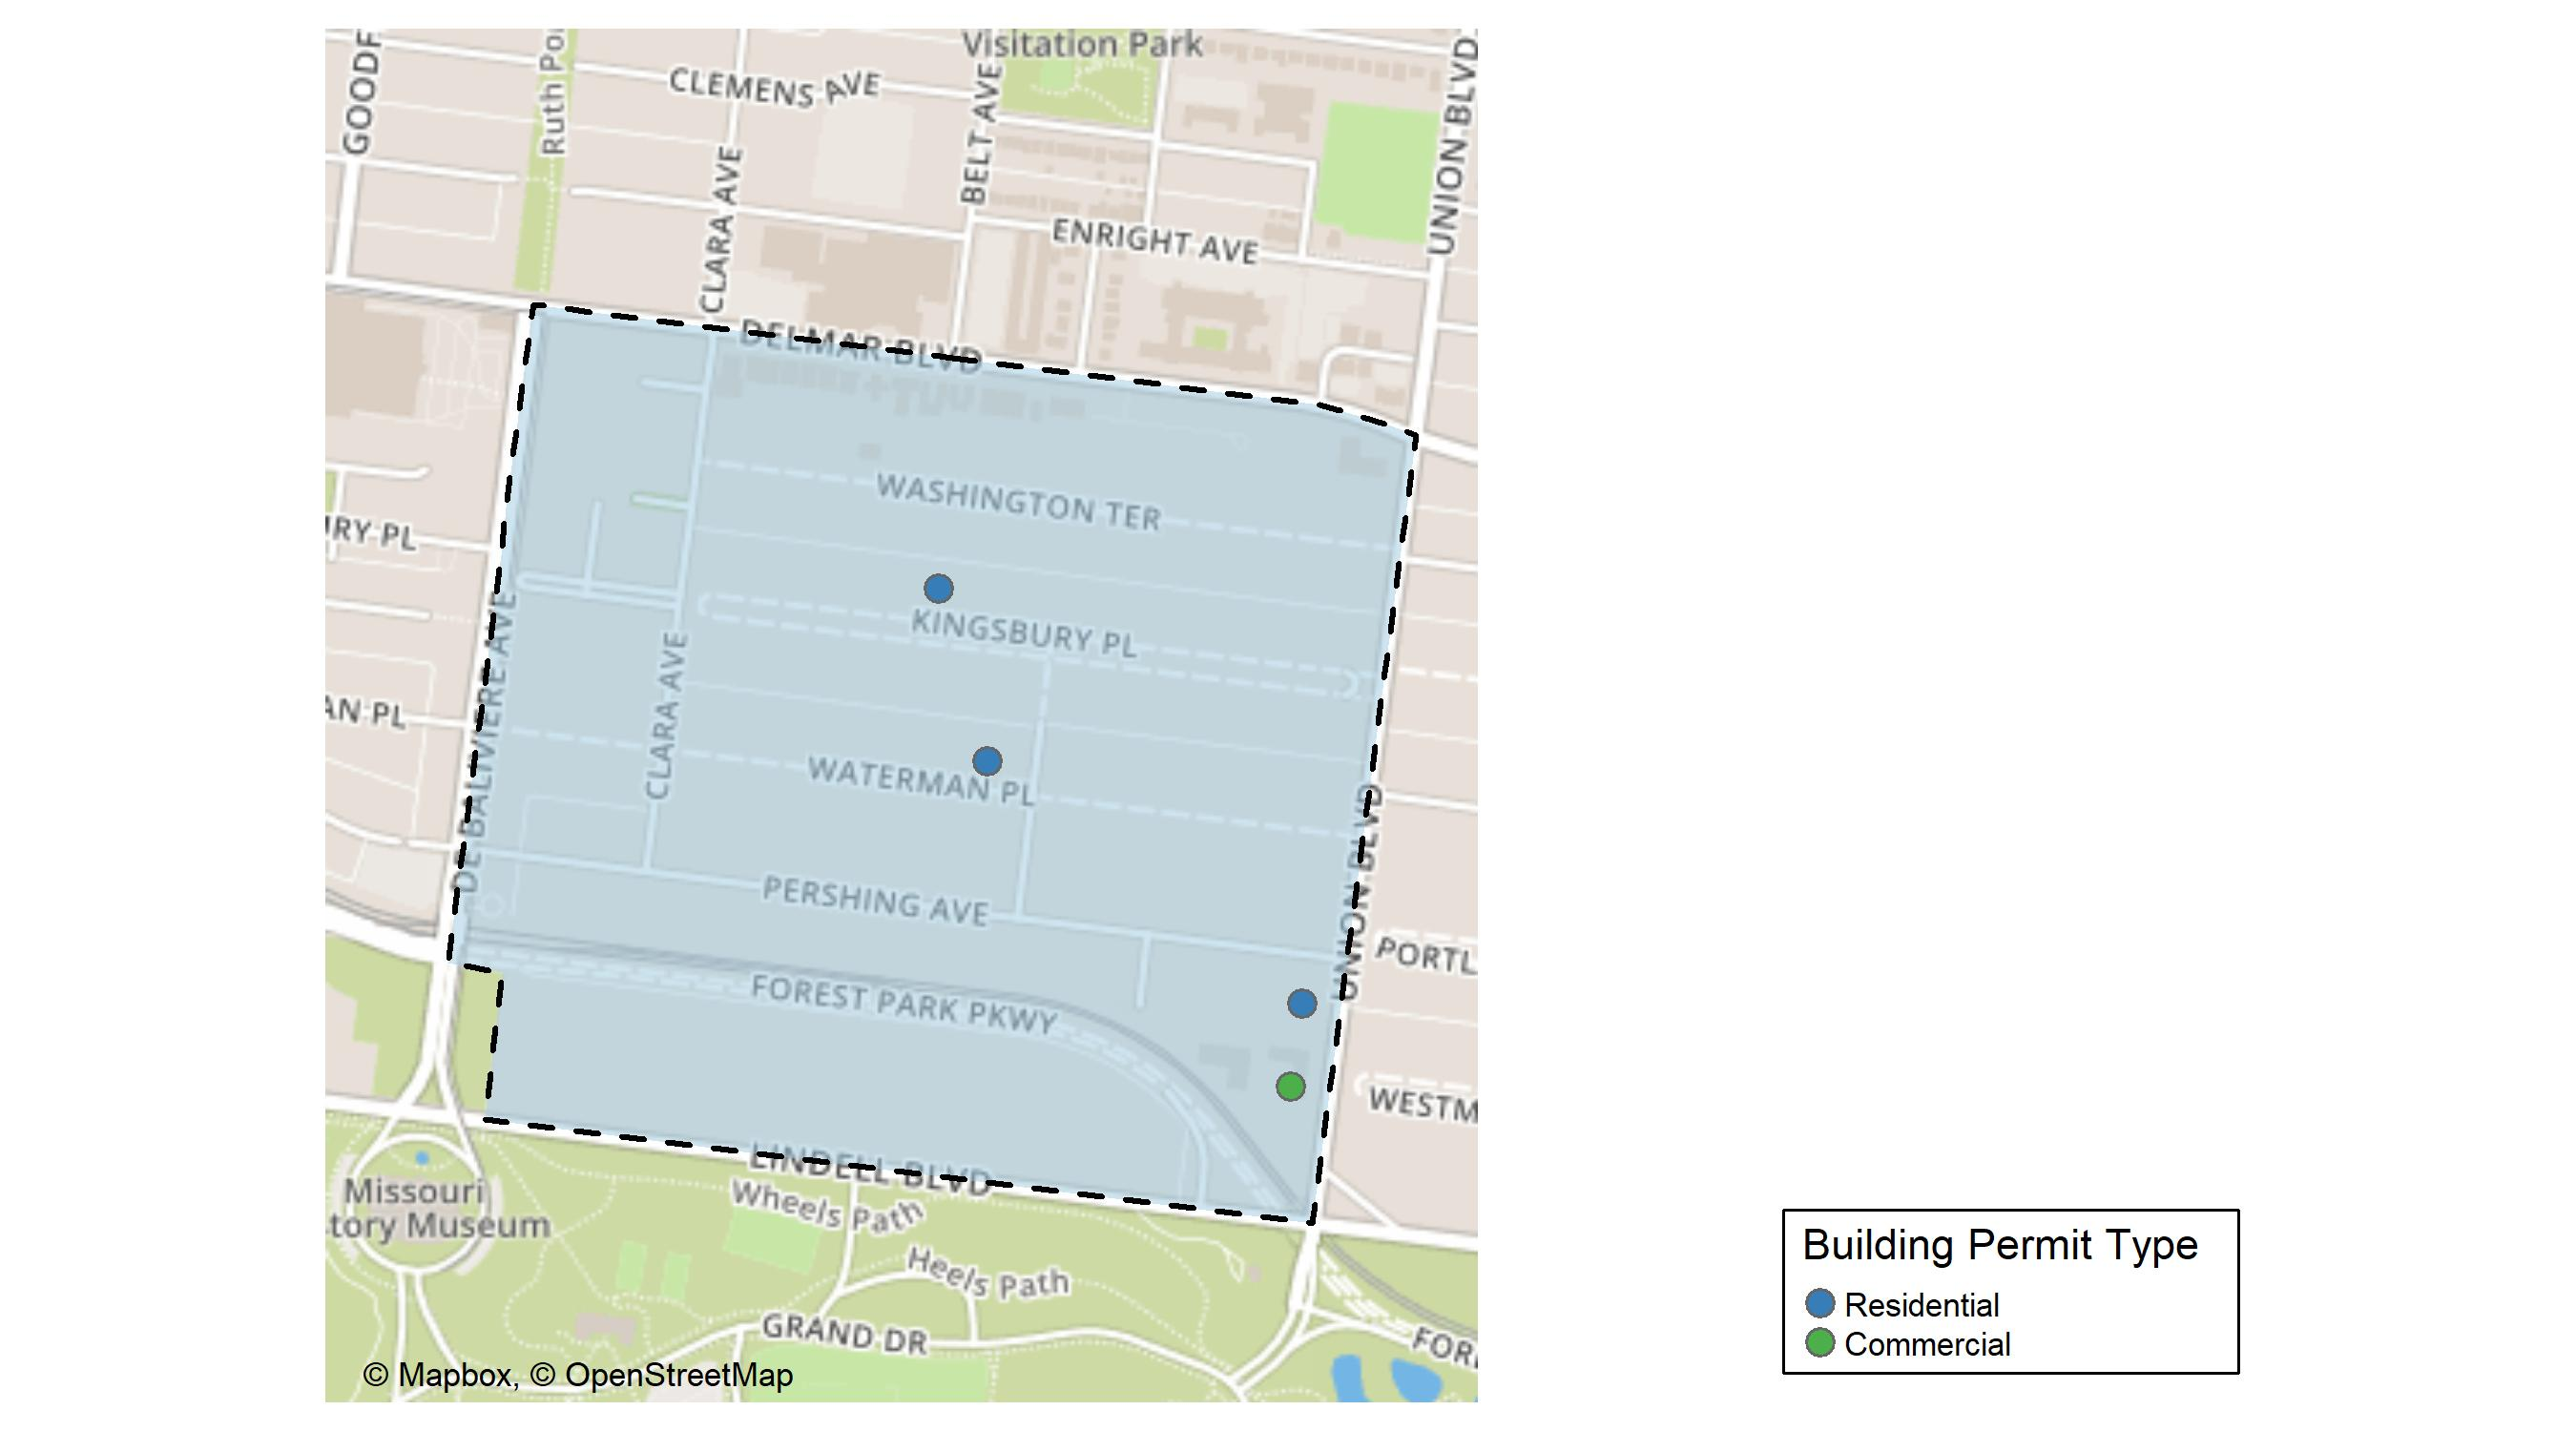 Visitation Park
GOODF
Ruth Po
CLEMENS AVE
BELT AVE
UNION BLVD
CLARA AVE
ENRIGHT AVE
DELMAR BLVD
WASHINGTON TER
URY PL
KINGSBURY PL
DE BALIVIERE AVE
CLARA AVE
AN PL
WATERMAN PL
UNION BLVD
PERSHING AVE
PORTL
FOREST PARK PKWY
WESTM
LINDELL BLVD
Missouri
tory Museum
Wheels Path
Heels Path
GRAND DR
FOR
© Mapbox, © OpenStreetMap
Building Permit Type
Residential
Commercial